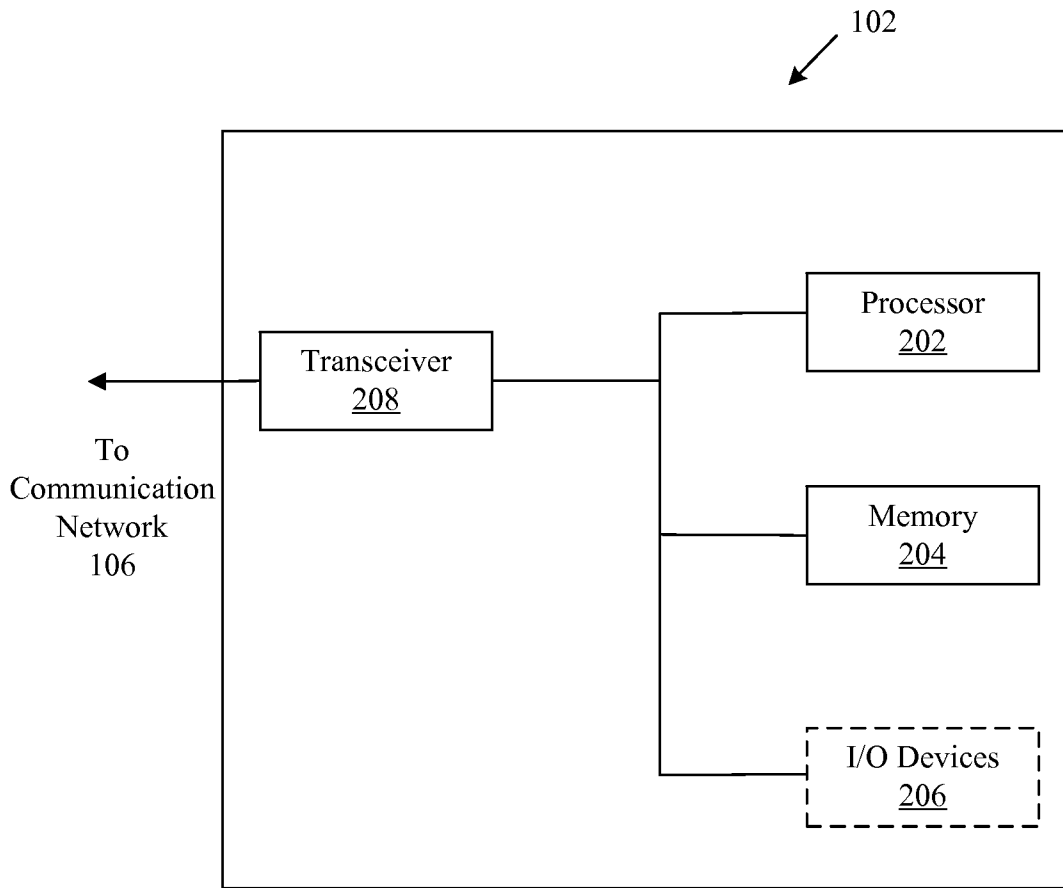 102
Processor
202
Transceiver
208
To
Communication
Network
106
Memory
204
I/O Devices
206